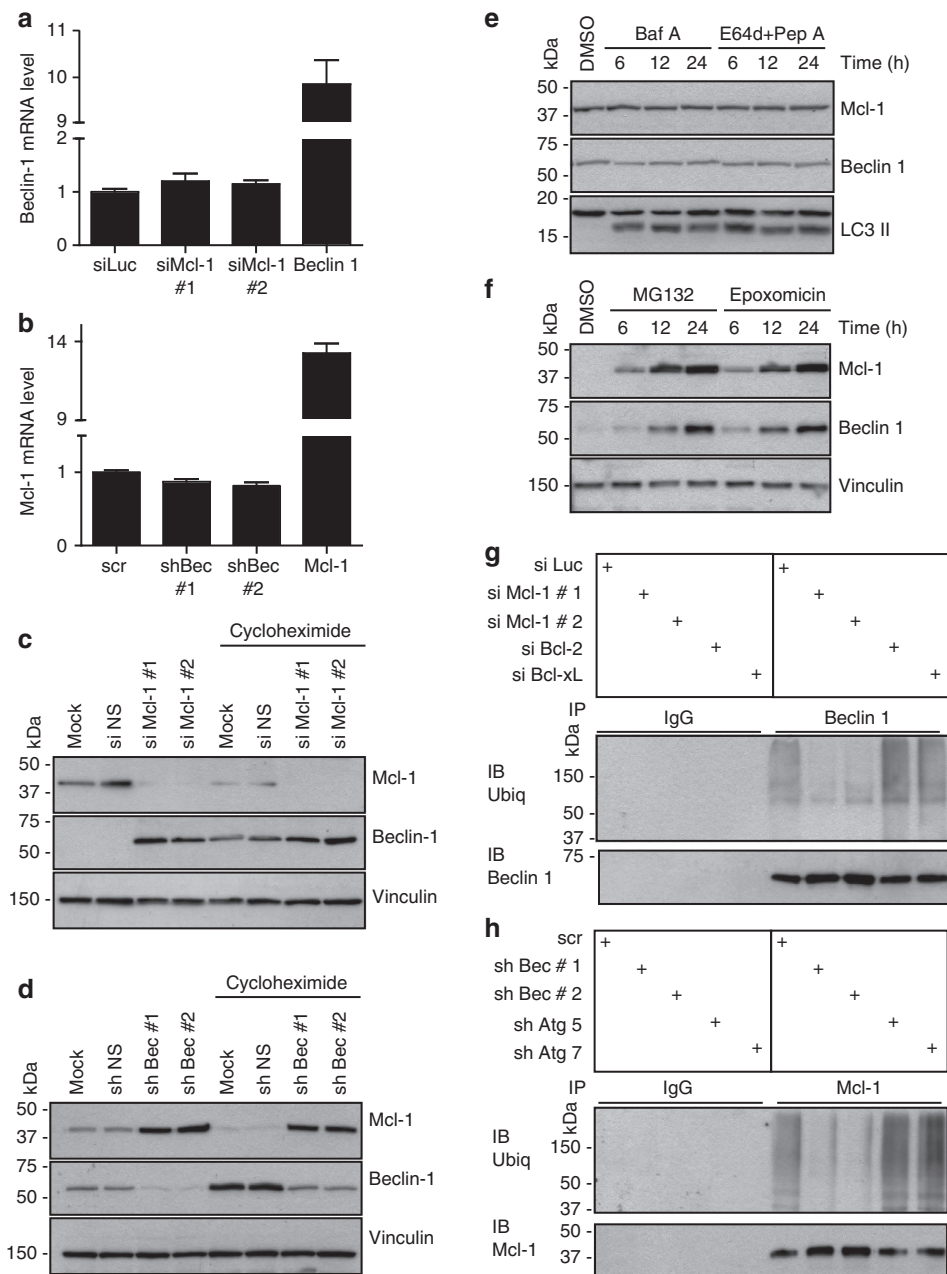 a
Beclin-1 mRNA level
11
10
9
2
1
0
siLuc
siMcl-1 #1
siMcl-1 #2
Beclin 1
b
Mcl-1 mRNA level
14
9
1
0
scr
shBec #1
shBec #2
Mcl-1
c
Cycloheximide
kDa
Mock
si NS
si Mcl-1 #1
si Mcl-1 #2
Mock
si NS
si Mcl-1 #1
si Mcl-1 #2
50 -
37 -
Mcl-1
75 -
50 -
Beclin-1
150 -
Vinculin
d
Cycloheximide
kDa
Mock
sh NS
sh Bec #1
sh Bec #2
Mock
sh NS
sh Bec #1
sh Bec #2
50 -
37 -
Mcl-1
75 -
50 -
Beclin-1
150 -
Vinculin
e
kDa
DMSO
Baf A
E64d+Pep A
6 12 24 6 12 24 Time (h)
50 -
37 -
Mcl-1
75 -
50 -
Beclin 1
20 -
15 -
LC3 II
f
kDa
DMSO
MG132
Epoxomicin
6 12 24 6 12 24 Time (h)
50 -
37 -
Mcl-1
75 -
50 -
Beclin 1
150 -
Vinculin
g
si Luc + +
si Mcl-1 # 1 + +
si Mcl-1 # 2 + +
si Bcl-2 + +
si Bcl-xL + +
IP IgG Beclin 1
kDa
IB
Ubiq
150 -
50 -
37 -
IB
Beclin 1
75 -
h
scr + +
sh Bec # 1 + +
sh Bec # 2 + +
sh Atg 5 + +
sh Atg 7 + +
IP IgG Mcl-1
kDa
IB
Ubiq
150 -
50 -
37 -
IB
Mcl-1
50 -
37 -